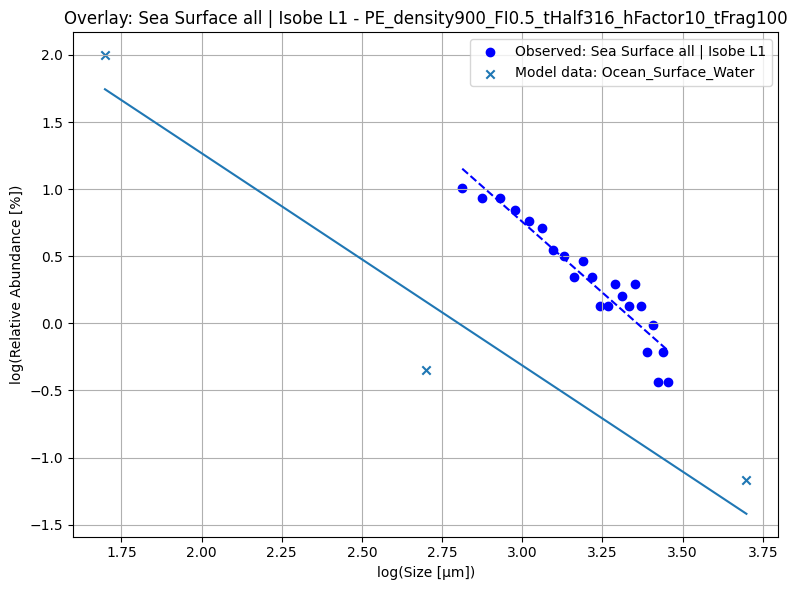 Overlay: Sea Surface all | Isobe L1 - PE_density900_FI0.5_tHalf316_hFactor10_tFrag100
Observed: Sea Surface all | Isobe L1
Model data: Ocean_Surface_Water
log(Relative Abundance [%])
2.0
1.5
1.0
0.5
0.0
−0.5
−1.0
−1.5
1.75 2.00 2.25 2.50 2.75 3.00 3.25 3.50 3.75
log(Size [µm])